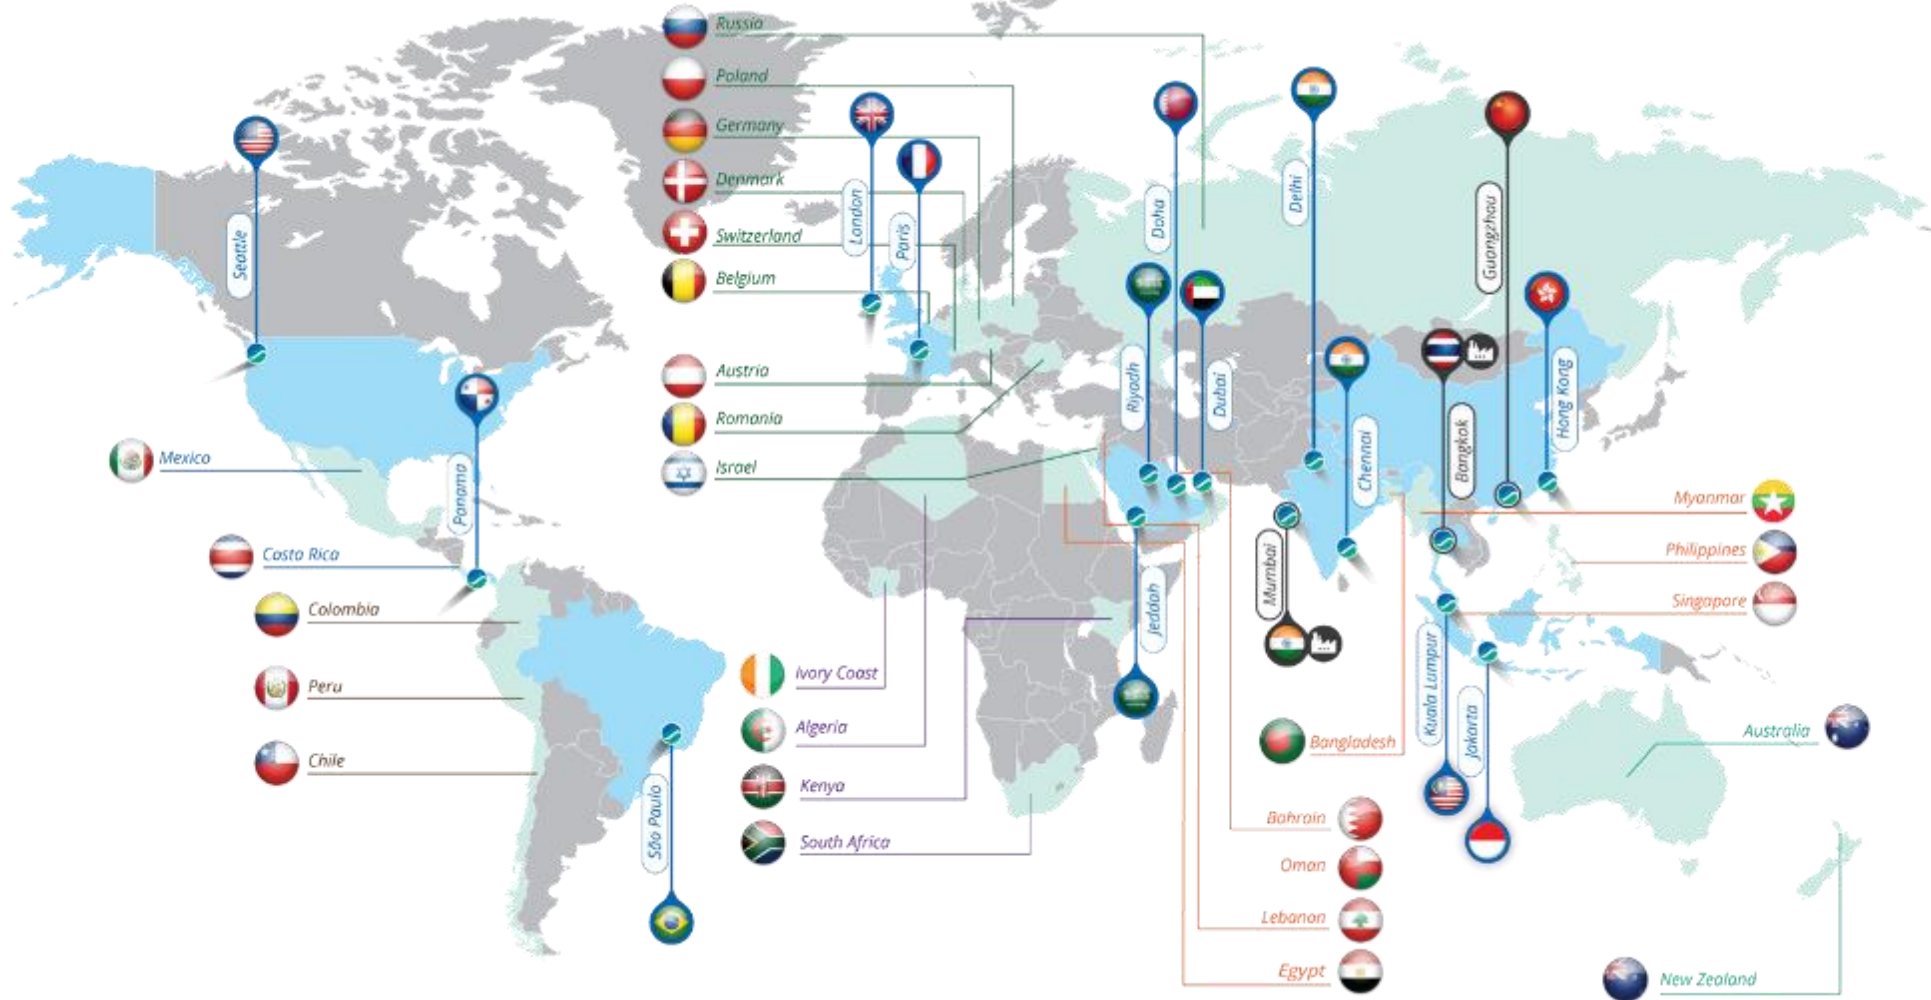 Russia
Poland
Germany
Denmark
Switzerland
Belgium
Austria
Romania
Israel
Seattle
London
Paris
Doha
Delhi
Guangzhou
Riyadh
Dubai
Chennai
Bangkok
Hong Kong
Mexico
Panama
Costa Rica
Colombia
Peru
Chile
São Paulo
Ivory Coast
Algeria
Kenya
South Africa
Jeddah
Mumbai
Kuala Lumpur
Jakarta
Myanmar
Philippines
Singapore
Bangladesh
Australia
Bahrain
Oman
Lebanon
Egypt
New Zealand